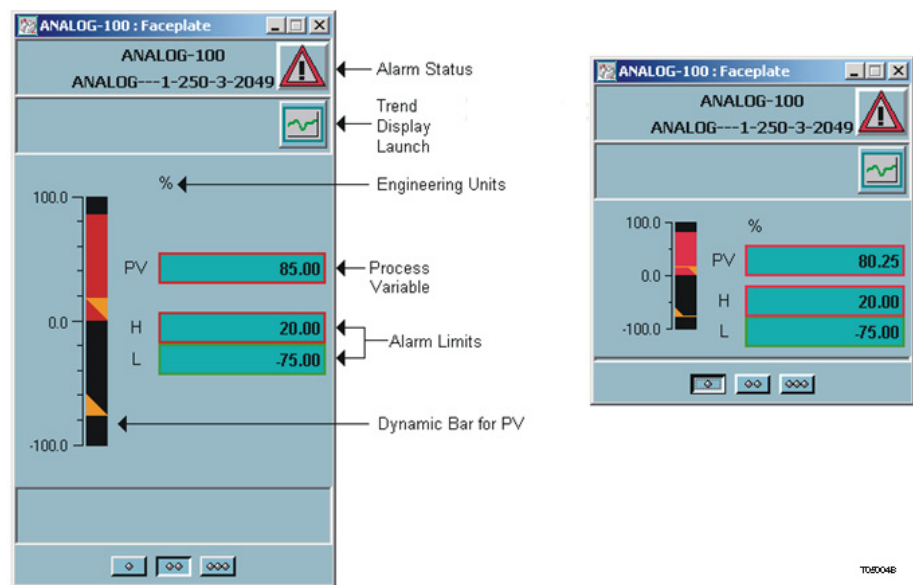 ANALOG-100 : Faceplate
ANALOG-100
ANALOG---1-250-3-2049
Alarm Status
Trend
Display
Launch
%
Engineering Units
100.0
PV
85.00
Process
Variable
0.0
H
20.00
L
-75.00
Alarm Limits
-100.0
Dynamic Bar for PV
ANALOG-100 : Faceplate
ANALOG-100
ANALOG---1-250-3-2049
%
100.0
PV
80.25
0.0
H
20.00
-100.0
L
-75.00
T05004B